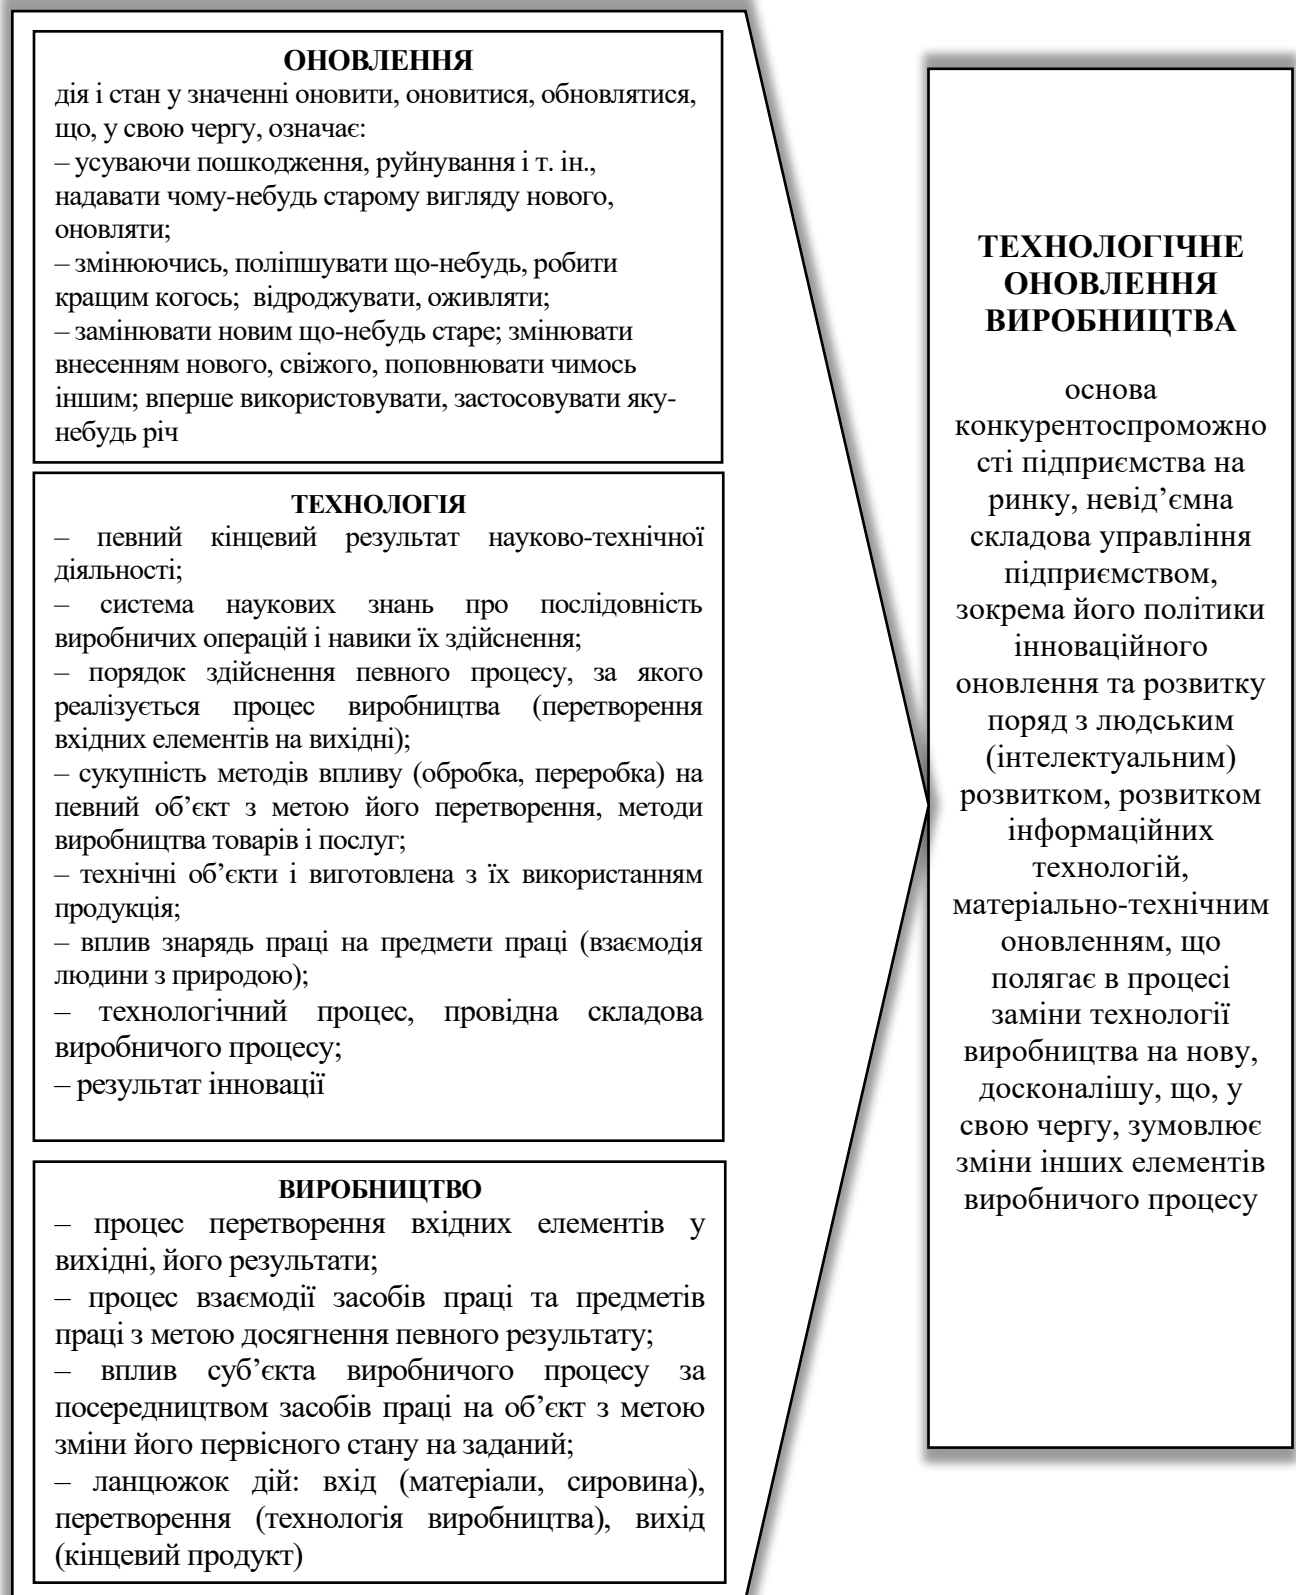 ОНОВЛЕННЯ
дія і стан у значенні оновити, оновитися, обновлятися,
що, у свою чергу, означає:
– усуваючи пошкодження, руйнування і т. ін.,
надавати чому-небудь старому вигляду нового,
оновляти;
– змінюючись, поліпшувати що-небудь, робити
кращим когось;  відроджувати, оживляти;
– замінювати новим що-небудь старе; змінювати
внесенням нового, свіжого, поповнювати чимось
іншим; вперше використовувати, застосовувати яку-
небудь річ
ТЕХНОЛОГІЯ
– певний кінцевий результат науково-технічної
діяльності;
– система наукових знань про послідовність
виробничих операцій і навики їх здійснення;
– порядок здійснення певного процесу, за якого
реалізується процес виробництва (перетворення
вхідних елементів на вихідні);
– сукупність методів впливу (обробка, переробка) на
певний об’єкт з метою його перетворення, методи
виробництва товарів і послуг;
– технічні об’єкти і виготовлена з їх використанням
продукція;
– вплив знарядь праці на предмети праці (взаємодія
людини з природою);
– технологічний процес, провідна складова
виробничого процесу;
– результат інновації
ВИРОБНИЦТВО
– процес перетворення вхідних елементів у
вихідні, його результати;
– процес взаємодії засобів праці та предметів
праці з метою досягнення певного результату;
– вплив суб’єкта виробничого процесу за
посередництвом засобів праці на об’єкт з метою
зміни його первісного стану на заданий;
– ланцюжок дій: вхід (матеріали, сировина),
перетворення (технологія виробництва), вихід
(кінцевий продукт)
ТЕХНОЛОГІЧНЕ
ОНОВЛЕННЯ
ВИРОБНИЦТВА
основа
конкурентоспроможно
сті підприємства на
ринку, невід’ємна
складова управління
підприємством,
зокрема його політики
інноваційного
оновлення та розвитку
поряд з людським
(інтелектуальним)
розвитком, розвитком
інформаційних
технологій,
матеріально-технічним
оновленням, що
полягає в процесі
заміни технології
виробництва на нову,
досконалішу, що, у
свою чергу, зумовлює
зміни інших елементів
виробничого процесу